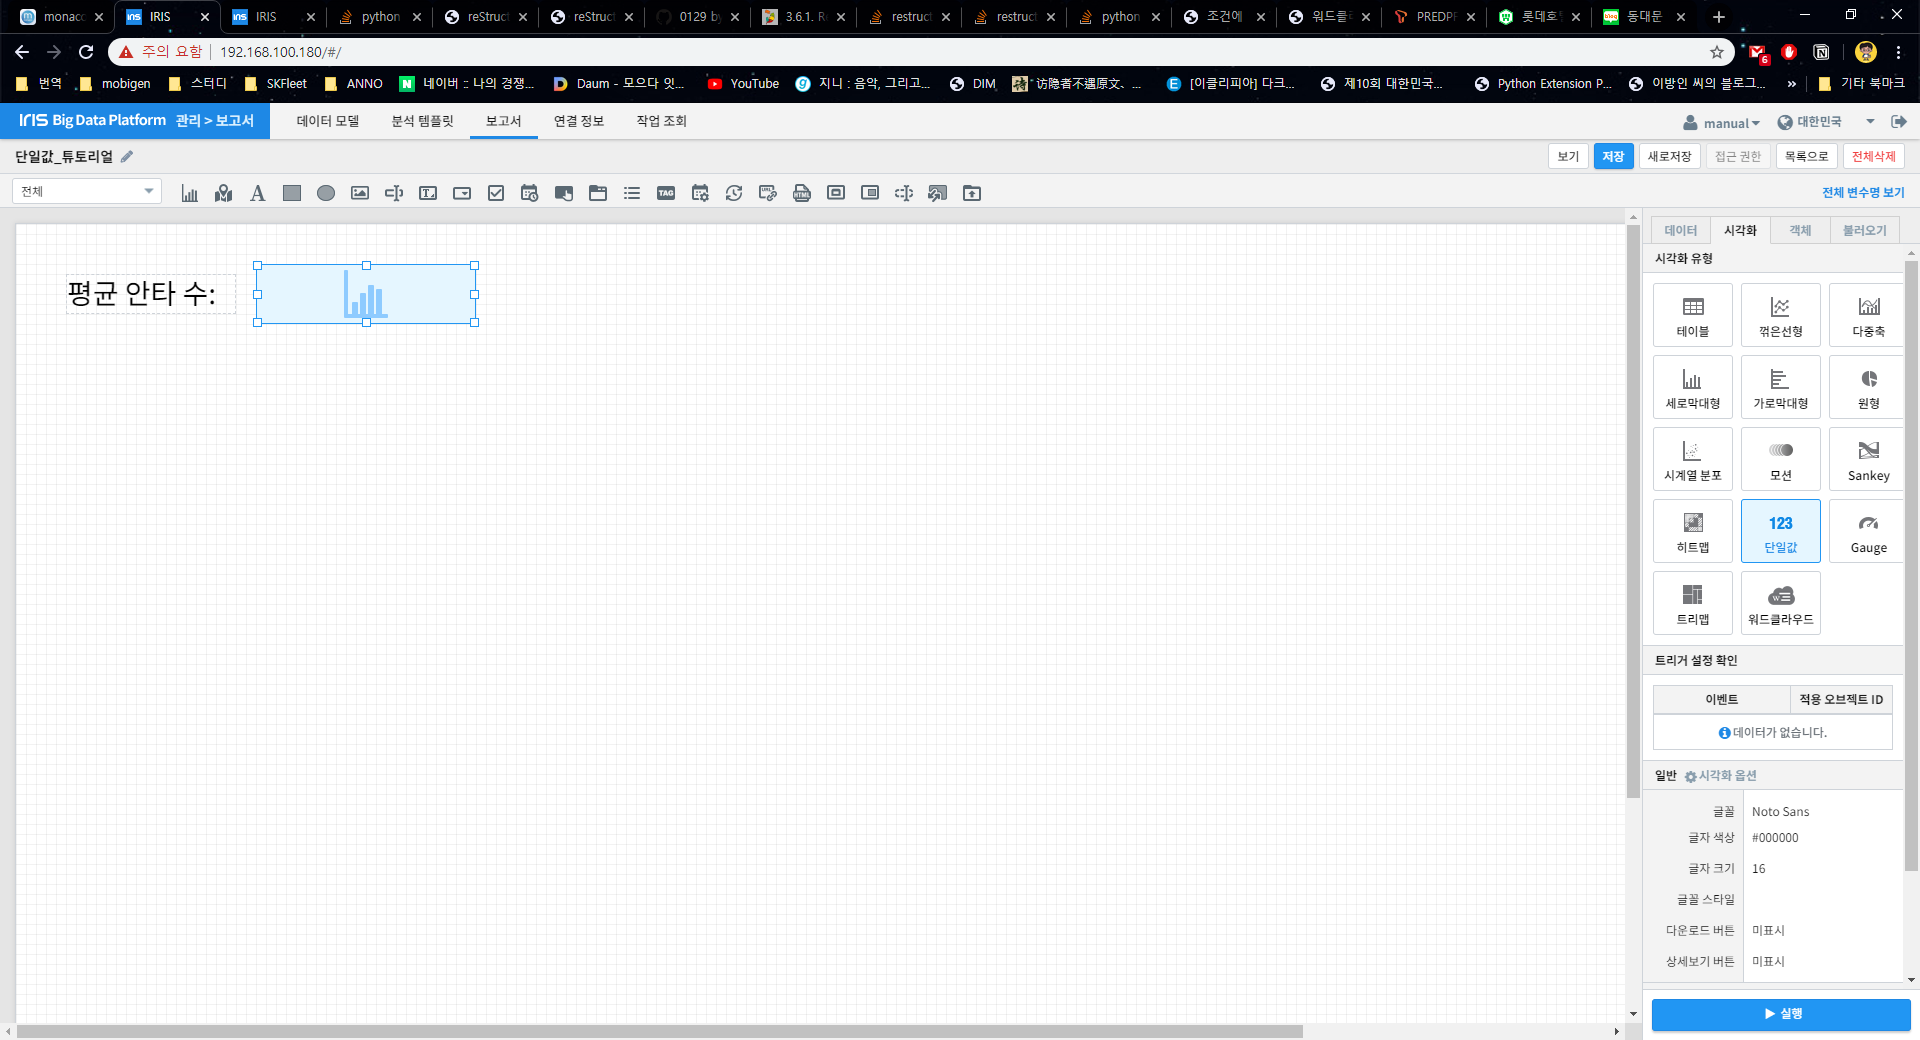 monaco
IRIS
IRIS
python
reStruct
reStruct
0129 by
3.6.1. Re
restruct
restruct
python
조건에
워드클
PREDPI
롯데호
동대문
주의 요함
192.168.100.180/#/
6
번역
mobigen
스터디
SKFleet
ANNO
네이버 :: 나의 경쟁...
Daum - 모으다 잇...
YouTube
지니 : 음악, 그리고...
DIM
访隐者不遇原文、...
[이클리피아] 다크...
제10회 대한민국...
Python Extension P...
이방인 씨의 블로그...
»
기타 북마크
IRIS Big Data Platform 관리 > 보고서
데이터 모델
분석 템플릿
보고서
연결 정보
작업 조회
manual
대한민국
단일값_튜토리얼
보기
저장
새로저장
접근 권한
목록으로
전체삭제
전체
A
TAG
전체 변수명 보기
평균 안타 수:
데이터
시각화
객체
불러오기
시각화 유형
테이블
꺾은선형
다중축
세로막대형
가로막대형
원형
시계열 분포
모션
Sankey
히트맵
123
단일값
Gauge
트리맵
워드클라우드
트리거 설정 확인
이벤트
적용 오브젝트 ID
데이터가 없습니다.
일반
시각화 옵션
글꼴
Noto Sans
글자 색상
#000000
글자 크기
16
글꼴 스타일
다운로드 버튼
미표시
상세보기 버튼
미표시
실행